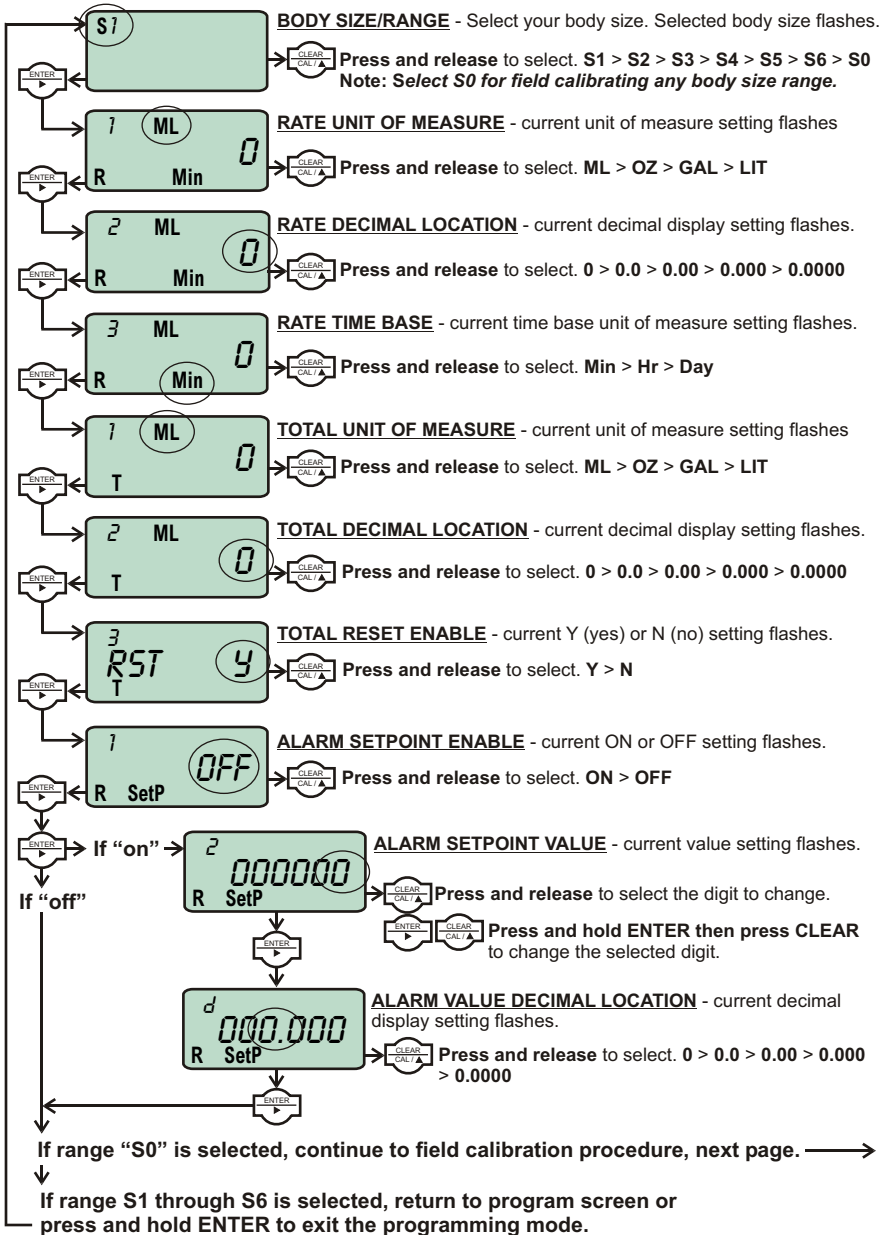 S1
BODY SIZE/RANGE - Select your body size. Selected body size flashes.
CLEAR
CAL / ▲
Press and release to select. S1 > S2 > S3 > S4 > S5 > S6 > S0
Note: Select S0 for field calibrating any body size range.
ENTER
1 ML
0
R Min
RATE UNIT OF MEASURE - current unit of measure setting flashes
CLEAR
CAL / ▲
Press and release to select. ML > OZ > GAL > LIT
ENTER
2 ML
0
R Min
RATE DECIMAL LOCATION - current decimal display setting flashes.
CLEAR
CAL / ▲
Press and release to select. 0 > 0.0 > 0.00 > 0.000 > 0.0000
ENTER
3 ML
0
R Min
RATE TIME BASE - current time base unit of measure setting flashes.
CLEAR
CAL / ▲
Press and release to select. Min > Hr > Day
ENTER
1 ML
0
T
TOTAL UNIT OF MEASURE - current unit of measure setting flashes
CLEAR
CAL / ▲
Press and release to select. ML > OZ > GAL > LIT
ENTER
2 ML
0
T
TOTAL DECIMAL LOCATION - current decimal display setting flashes.
CLEAR
CAL / ▲
Press and release to select. 0 > 0.0 > 0.00 > 0.000 > 0.0000
ENTER
3
RST Y
T
TOTAL RESET ENABLE - current Y (yes) or N (no) setting flashes.
CLEAR
CAL / ▲
Press and release to select. Y > N
ENTER
1
OFF
R SetP
ALARM SETPOINT ENABLE - current ON or OFF setting flashes.
CLEAR
CAL / ▲
Press and release to select. ON > OFF
ENTER
ENTER
If “on”
If “off”
2
000000
R SetP
ALARM SETPOINT VALUE - current value setting flashes.
CLEAR
CAL / ▲
Press and release to select the digit to change.
ENTER
CLEAR
CAL / ▲
Press and hold ENTER then press CLEAR
to change the selected digit.
ENTER
d
000.000
R SetP
ALARM VALUE DECIMAL LOCATION - current decimal
display setting flashes.
CLEAR
CAL / ▲
Press and release to select. 0 > 0.0 > 0.00 > 0.000
> 0.0000
ENTER
If range “S0” is selected, continue to field calibration procedure, next page.
If range S1 through S6 is selected, return to program screen or
press and hold ENTER to exit the programming mode.